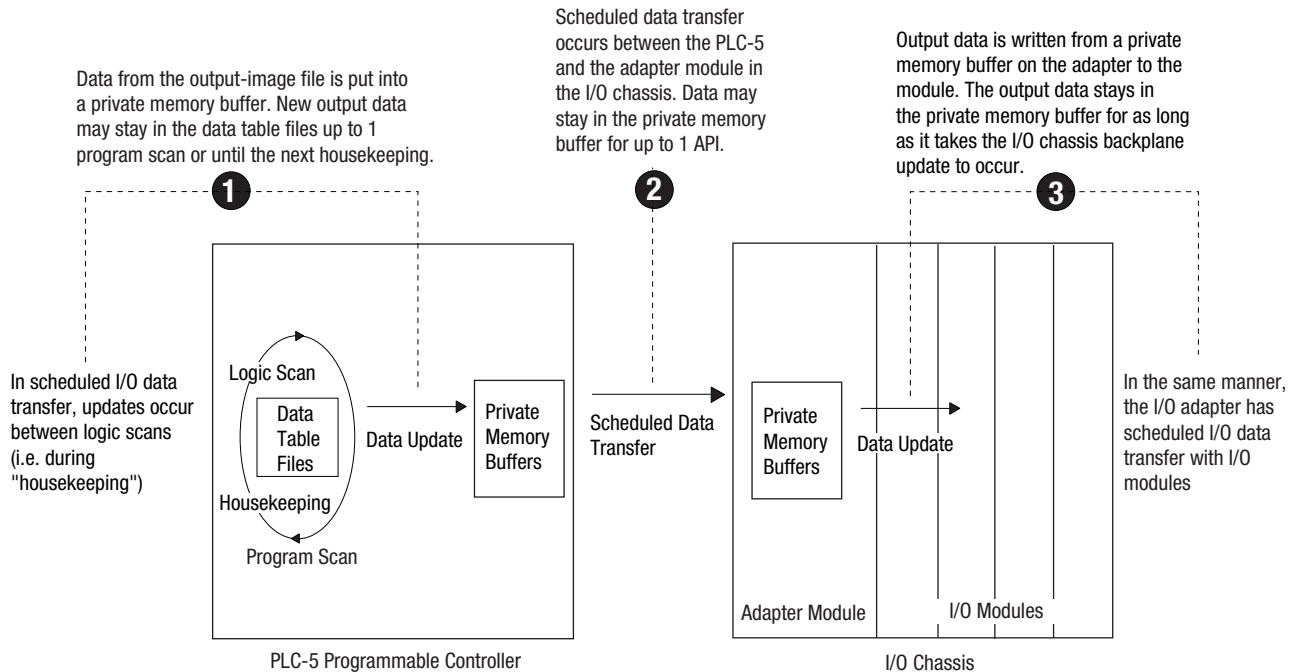 Data from the output-image file is put into
a private memory buffer. New output data
may stay in the data table files up to 1
program scan or until the next housekeeping.
1
Scheduled data transfer
occurs between the PLC-5
and the adapter module in
the I/O chassis. Data may
stay in the private memory
buffer for up to 1 API.
2
Output data is written from a private
memory buffer on the adapter to the
module. The output data stays in
the private memory buffer for as long
as it takes the I/O chassis backplane
update to occur.
3
In scheduled I/O data
transfer, updates occur
between logic scans
(i.e. during
"housekeeping")
Logic Scan
Data
Table
Files
Housekeeping
Program Scan
Data Update
Private
Memory
Buffers
Scheduled Data
Transfer
Private
Memory
Buffers
Data Update
In the same manner,
the I/O adapter has
scheduled I/O data
transfer with I/O
modules
Adapter Module
I/O Modules
PLC-5 Programmable Controller
I/O Chassis